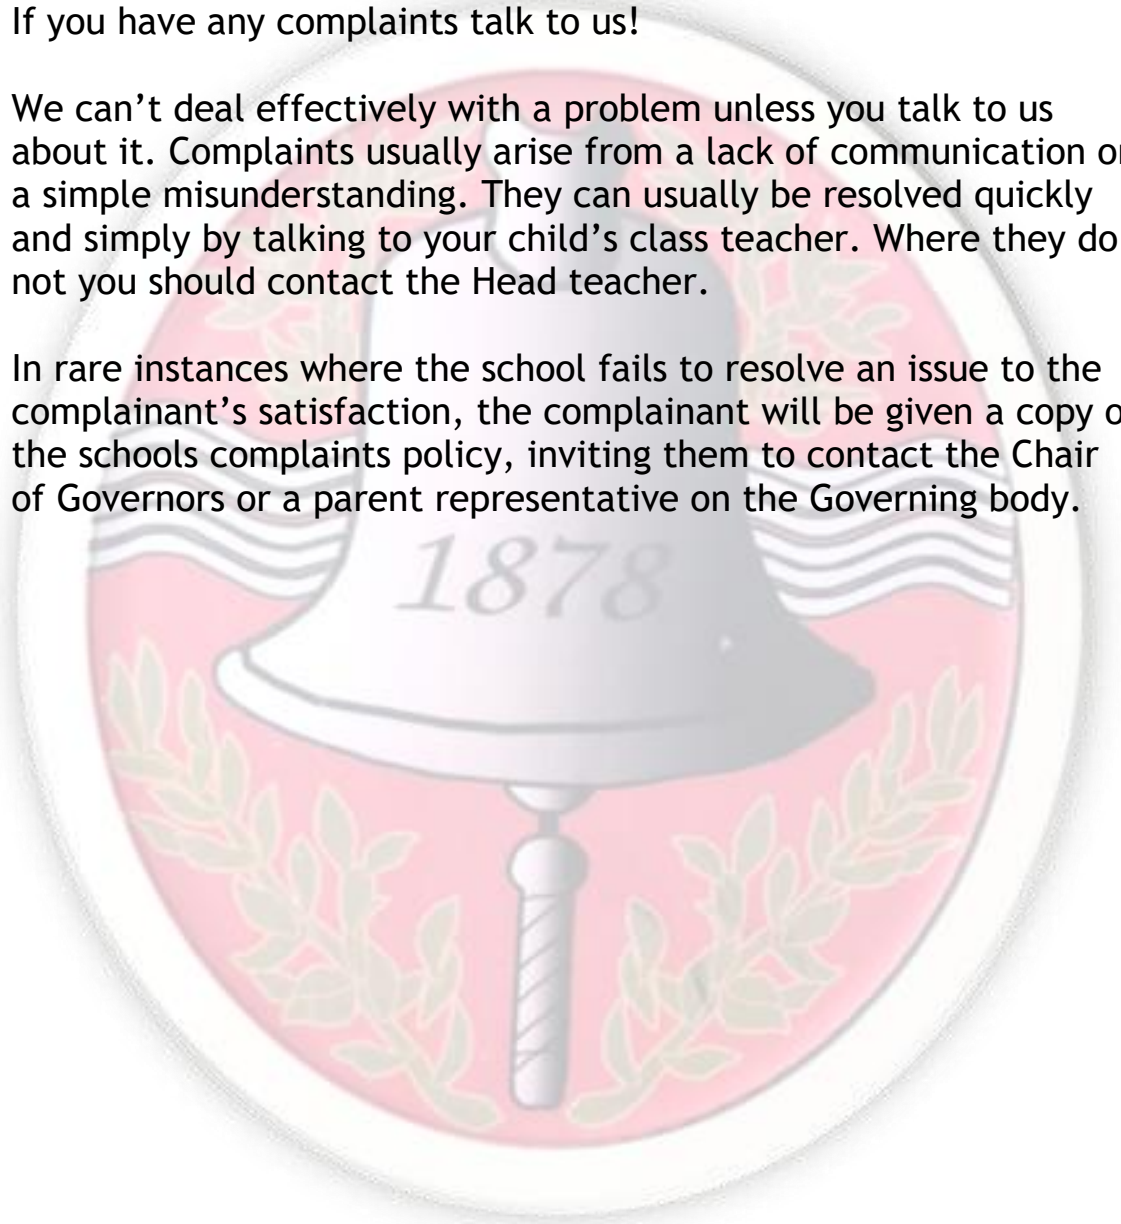 If you have any complaints talk to us!
We can’t deal effectively with a problem unless you talk to us
about it. Complaints usually arise from a lack of communication or
a simple misunderstanding. They can usually be resolved quickly
and simply by talking to your child’s class teacher. Where they do
not you should contact the Head teacher.
In rare instances where the school fails to resolve an issue to the
complainant’s satisfaction, the complainant will be given a copy o
the schools complaints policy, inviting them to contact the Chair
of Governors or a parent representative on the Governing body.
1878